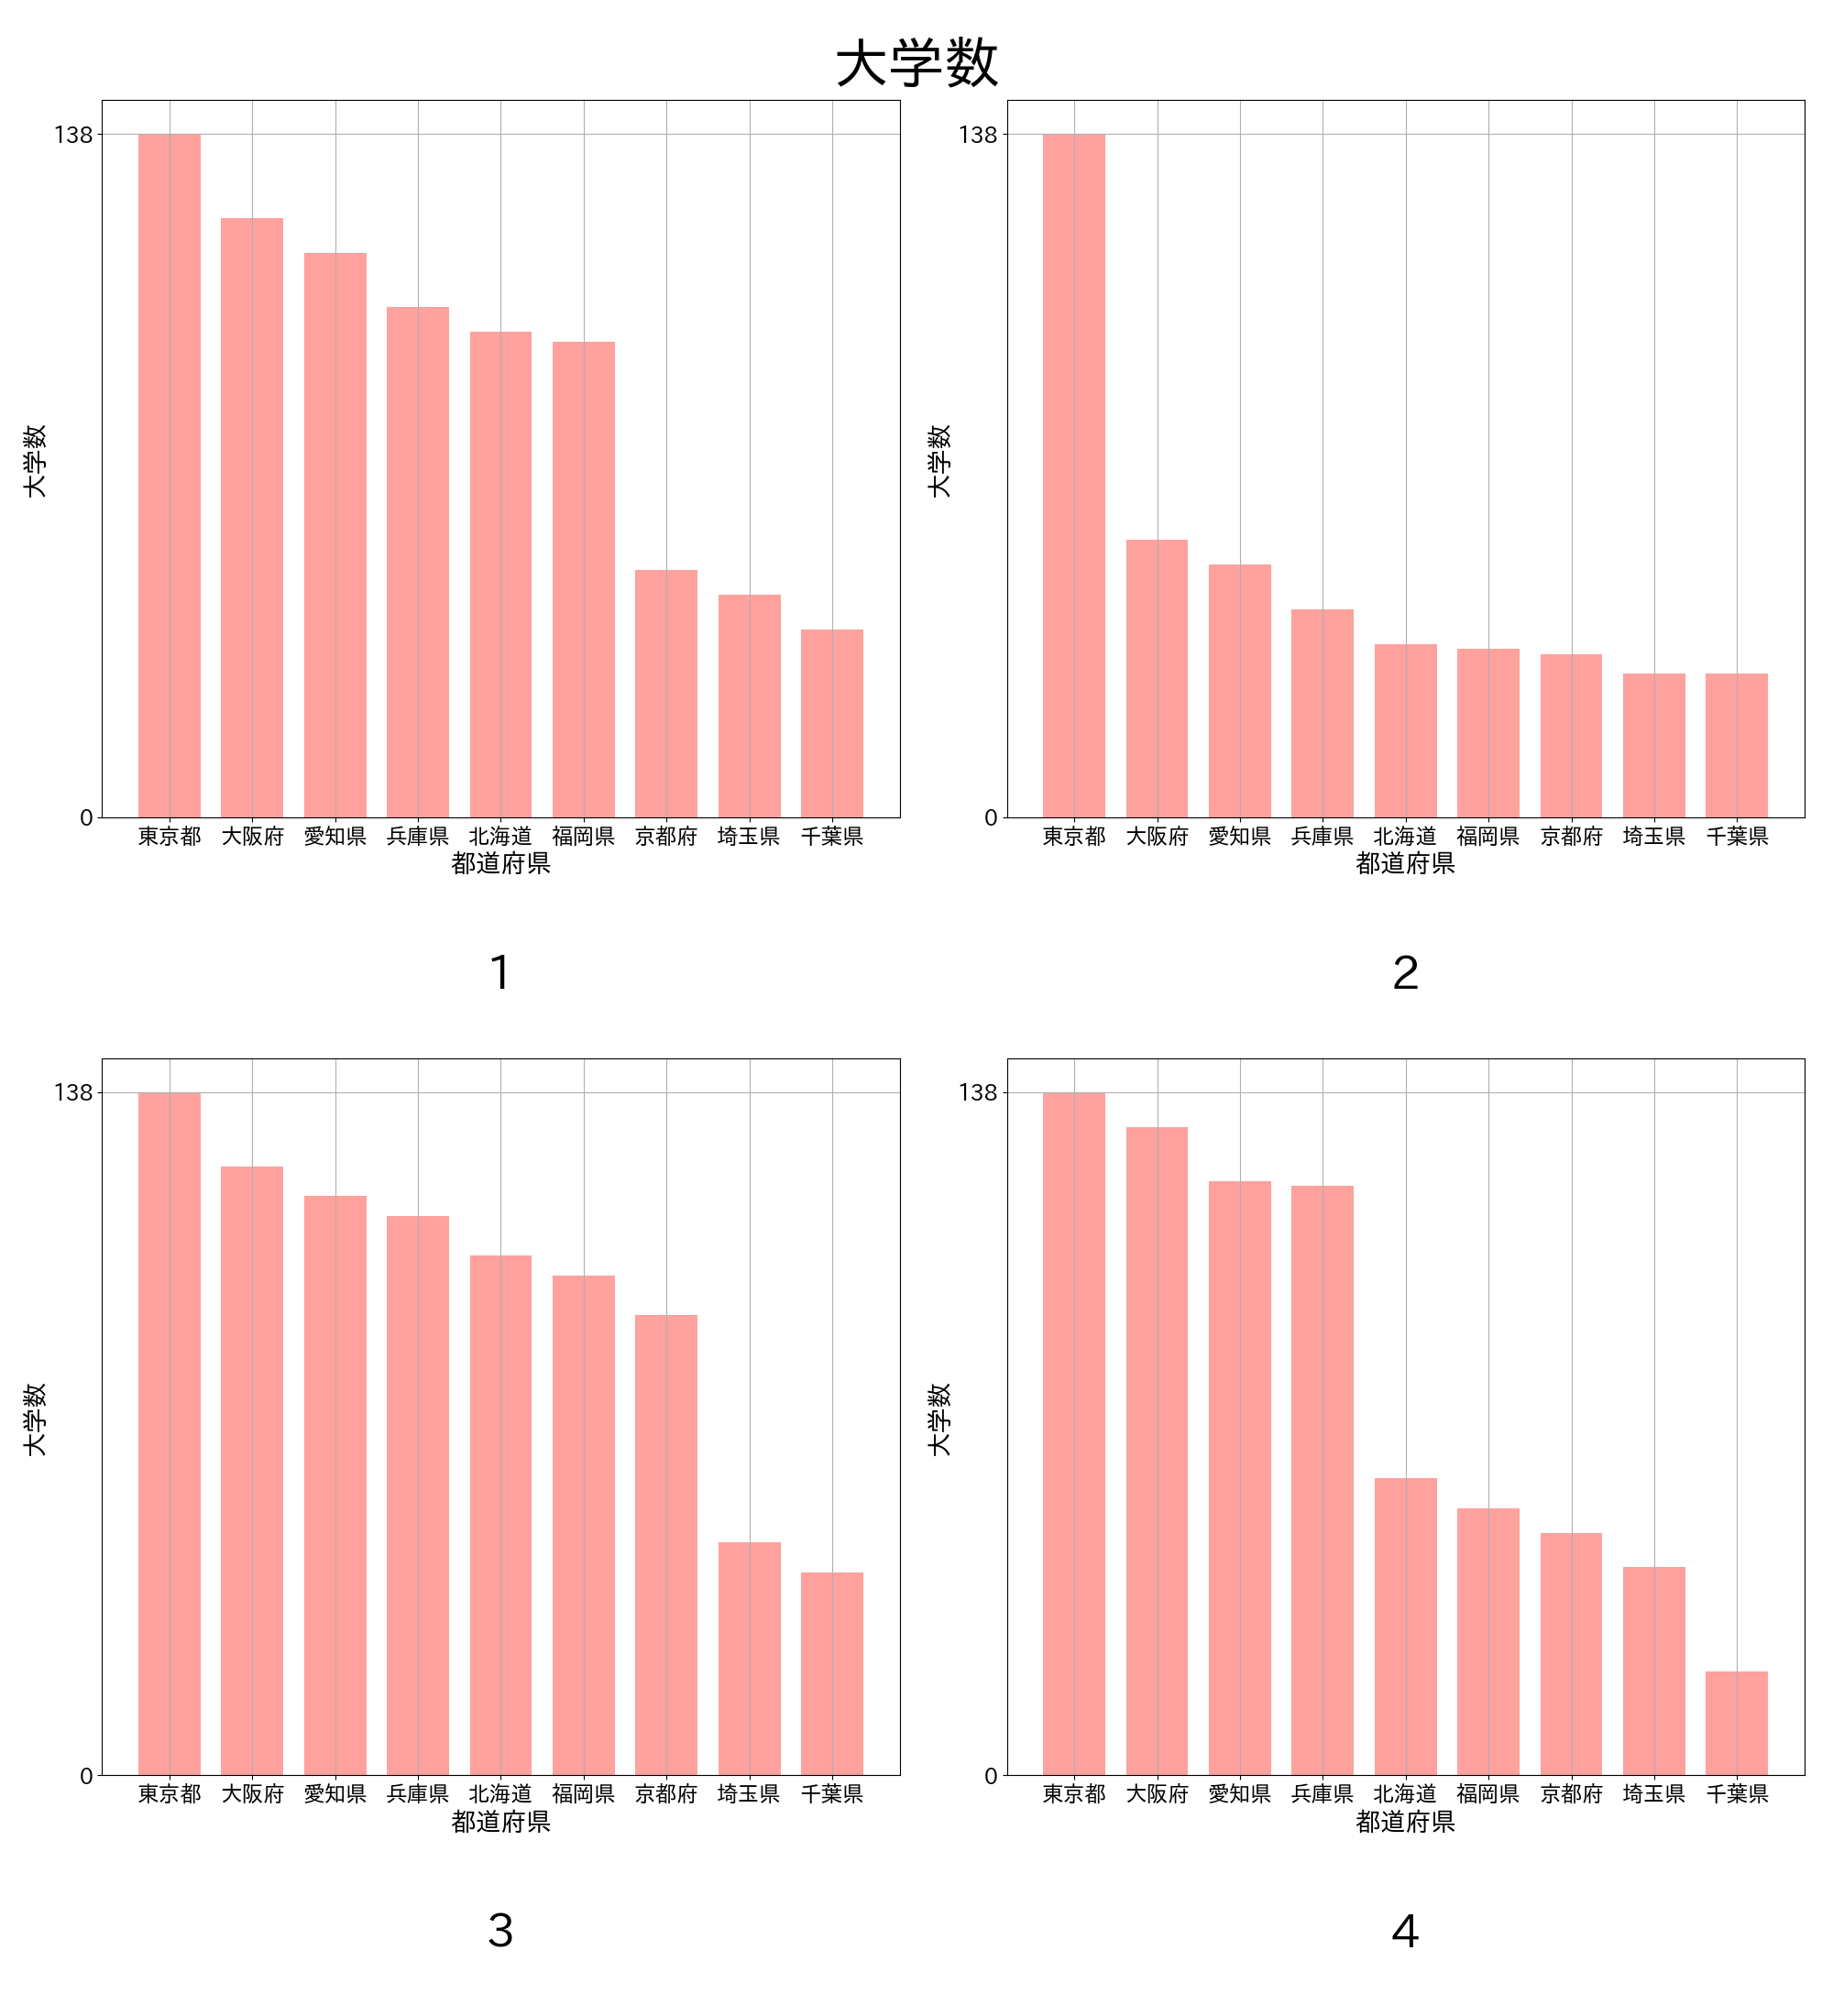 大学数
138
0
大学数
東京都 大阪府 愛知県 兵庫県 北海道 福岡県 京都府 埼玉県 千葉県
都道府県
1
138
0
大学数
東京都 大阪府 愛知県 兵庫県 北海道 福岡県 京都府 埼玉県 千葉県
都道府県
2
138
0
大学数
東京都 大阪府 愛知県 兵庫県 北海道 福岡県 京都府 埼玉県 千葉県
都道府県
3
138
0
大学数
東京都 大阪府 愛知県 兵庫県 北海道 福岡県 京都府 埼玉県 千葉県
都道府県
4